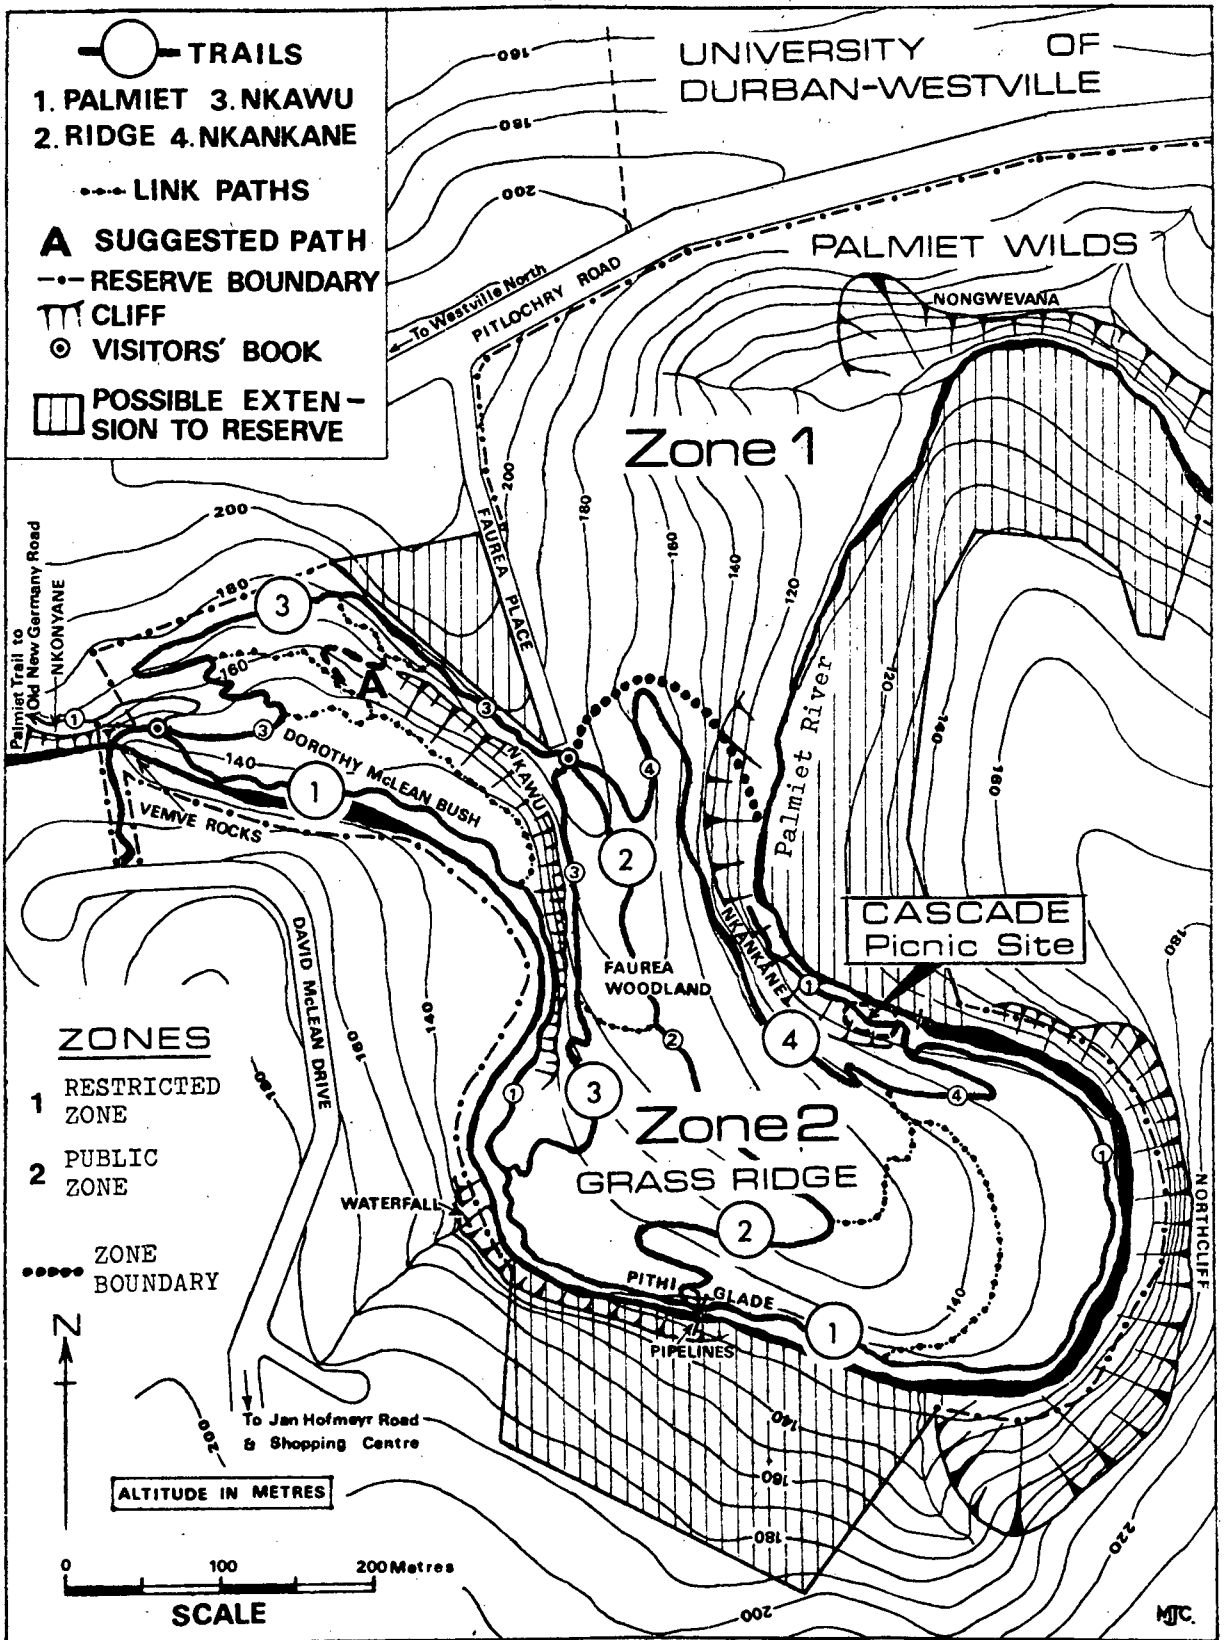 TRAILS
1. PALMIET 3. NKAWU
2. RIDGE 4. NKANKANE
LINK PATHS
A SUGGESTED PATH
RESERVE BOUNDARY
CLIFF
VISITORS' BOOK
POSSIBLE EXTEN-
SION TO RESERVE
UNIVERSITY OF
DURBAN-WESTVILLE
160
180
200
To Westville North
PITLOCHRY ROAD
PALMIET WILDS
NONGWEVANA
Zone 1
200
180
160
140
120
FAUREA PLACE
200
180
160
140
Palmiet Trail to
Old New Germany Road
NKONYANE
3
1
3
3
A
DOROTHY McLEAN BUSH
1
VEMVE ROCKS
NKAWU
4
2
3
Palmiet River
120
140
160
180
CASCADE
Picnic Site
NKANKANE
1
4
4
FAUREA
WOODLAND
2
3
1
DAVID McLEAN DRIVE
140
160
180
Zone 2
GRASS RIDGE
2
1
NORTHCLIFF
WATERFALL
PITHI GLADE
PIPELINES
1
140
ZONES
1 RESTRICTED
ZONE
2 PUBLIC
ZONE
ZONE
BOUNDARY
N
200
To Jan Hofmeyr Road
& Shopping Centre
ALTITUDE IN METRES
140
160
180
200
220
0 100 200 Metres
SCALE
MJC.